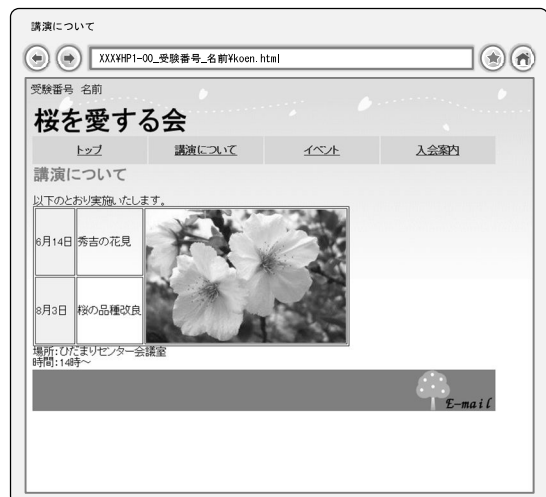 講演について
XXX¥HP1-00_受験番号_名前¥koen.html
受験番号 名前
桜を愛する会
トップ 講演について イベント 入会案内
講演について
以下のとおり実施いたします。
6月14日 秀吉の花見
8月3日 桜の品種改良
場所:ひだまりセンター会議室
時間:14時～
E-mail